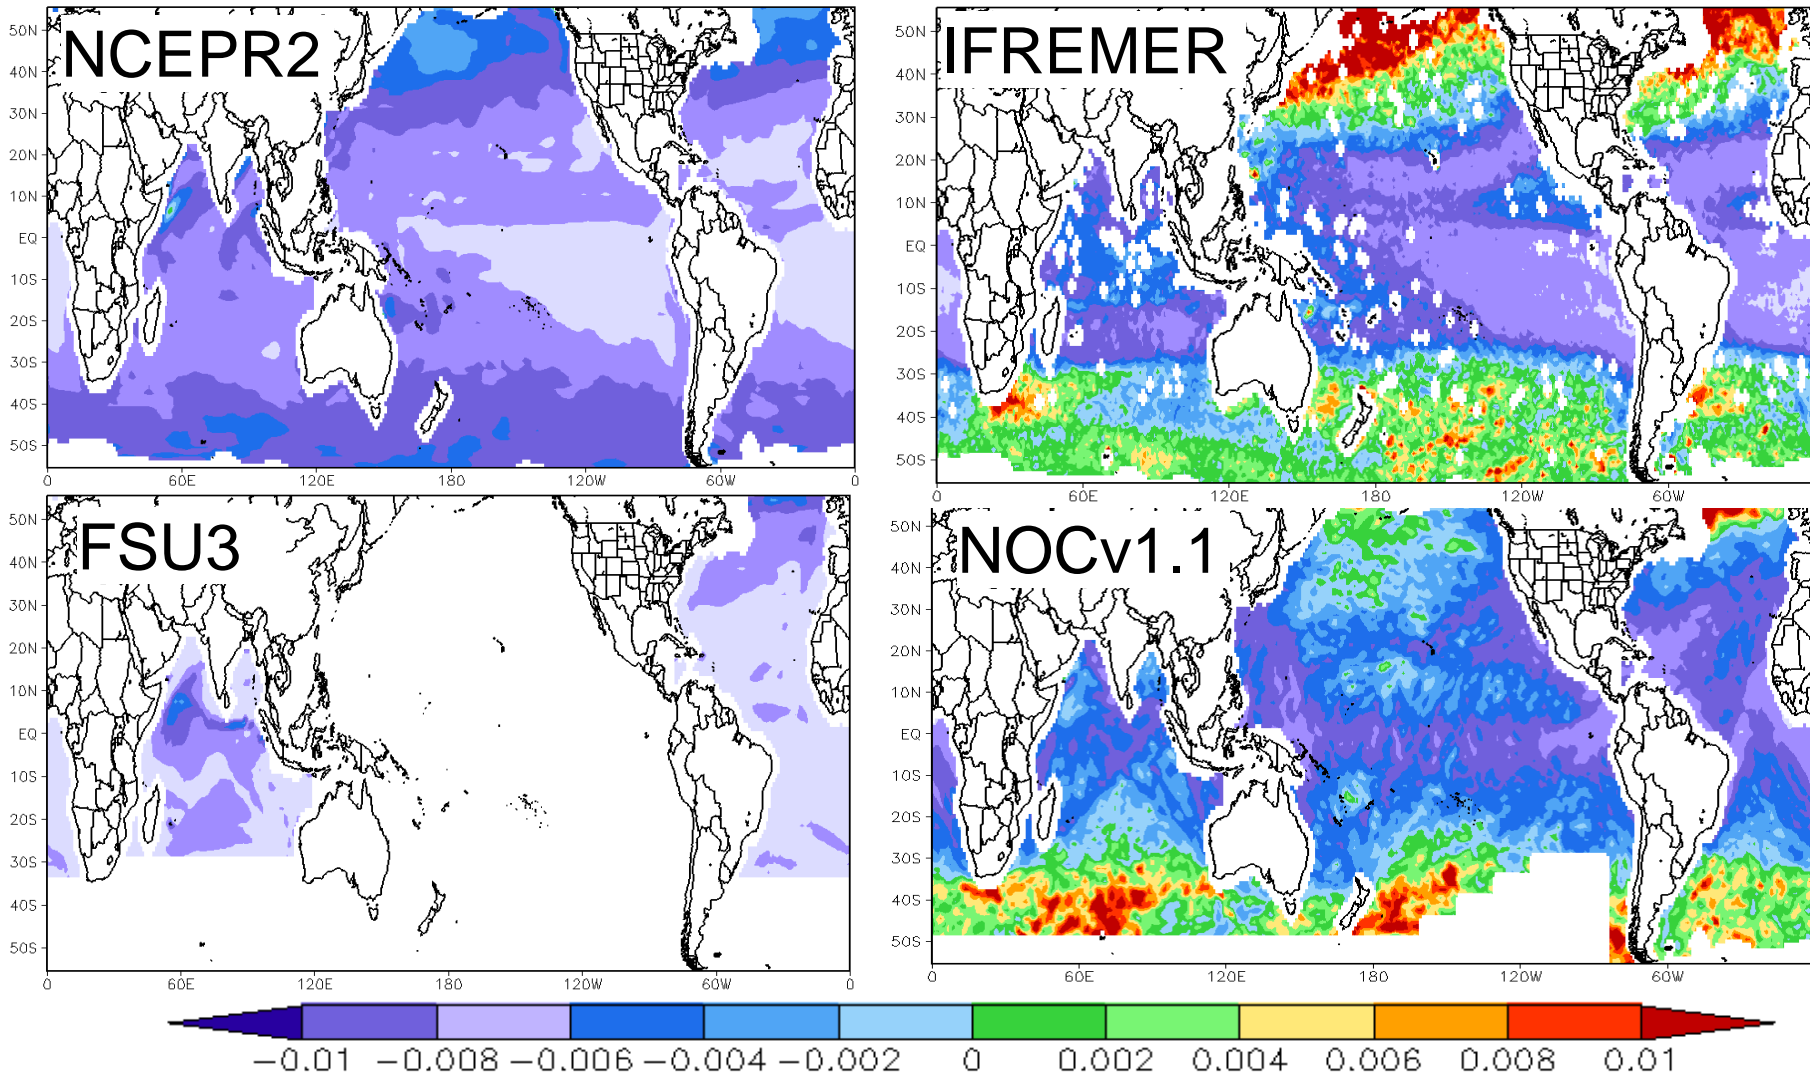 NCEPR2
50N
40N
30N
20N
10N
EQ
10S
20S
30S
40S
50S
0 60E 120E 180 120W 60W 0
IFREMER
50N
40N
30N
20N
10N
EQ
10S
20S
30S
40S
50S
0 60E 120E 180 120W 60W
FSU3
50N
40N
30N
20N
10N
EQ
10S
20S
30S
40S
50S
0 60E 120E 180 120W 60W 0
NOCv1.1
50N
40N
30N
20N
10N
EQ
10S
20S
30S
40S
50S
0 60E 120E 180 120W 60W
−0.01 −0.008 −0.006 −0.004 −0.002 0 0.002 0.004 0.006 0.008 0.01